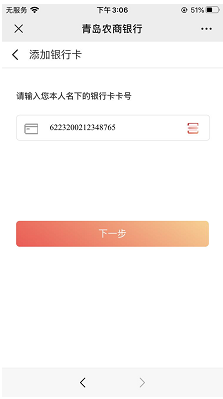 无服务 下午3:06 51%
青岛农商银行
添加银行卡
请输入您本人名下的银行卡卡号
6223200212348765
下一步